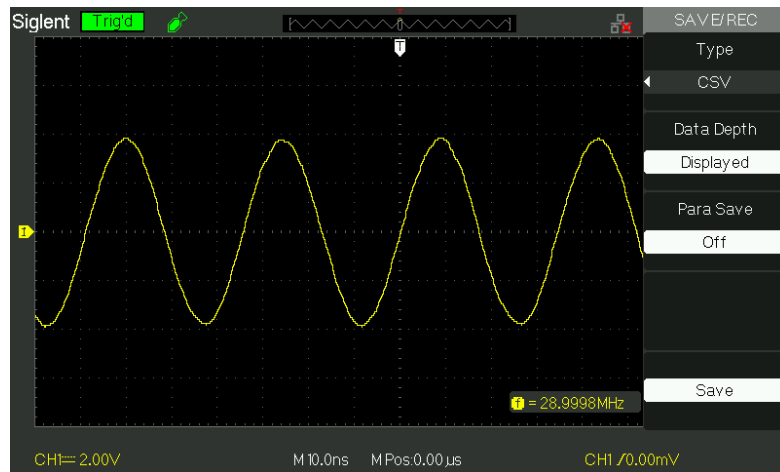 Siglent Trig'd SAVE/REC
T
Type
CSV
Data Depth
Displayed
Para Save
Off
Save
f = 28.9998MHz
CH1 2.00V M 10.0ns M Pos:0.00µs CH1 0.00mV